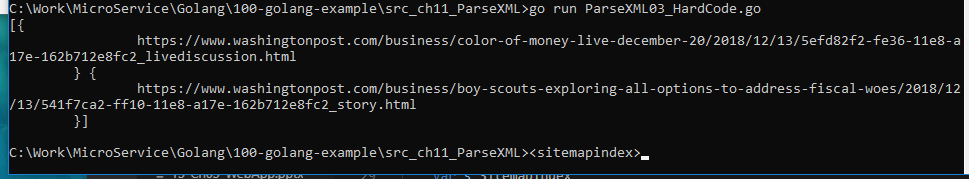 C:\Work\MicroService\Golang\100-golang-example\src_ch11_ParseXML>go run ParseXML03_HardCode.go
[{
https://www.washingtonpost.com/business/color-of-money-live-december-20/2018/12/13/5efd82f2-fe36-11e8-a
17e-162b712e8fc2_livediscussion.html
} {
https://www.washingtonpost.com/business/boy-scouts-exploring-all-options-to-address-fiscal-woes/2018/12
/13/541f7ca2-ff10-11e8-a17e-162b712e8fc2_story.html
}]
C:\Work\MicroService\Golang\100-golang-example\src_ch11_ParseXML><sitemapindex>